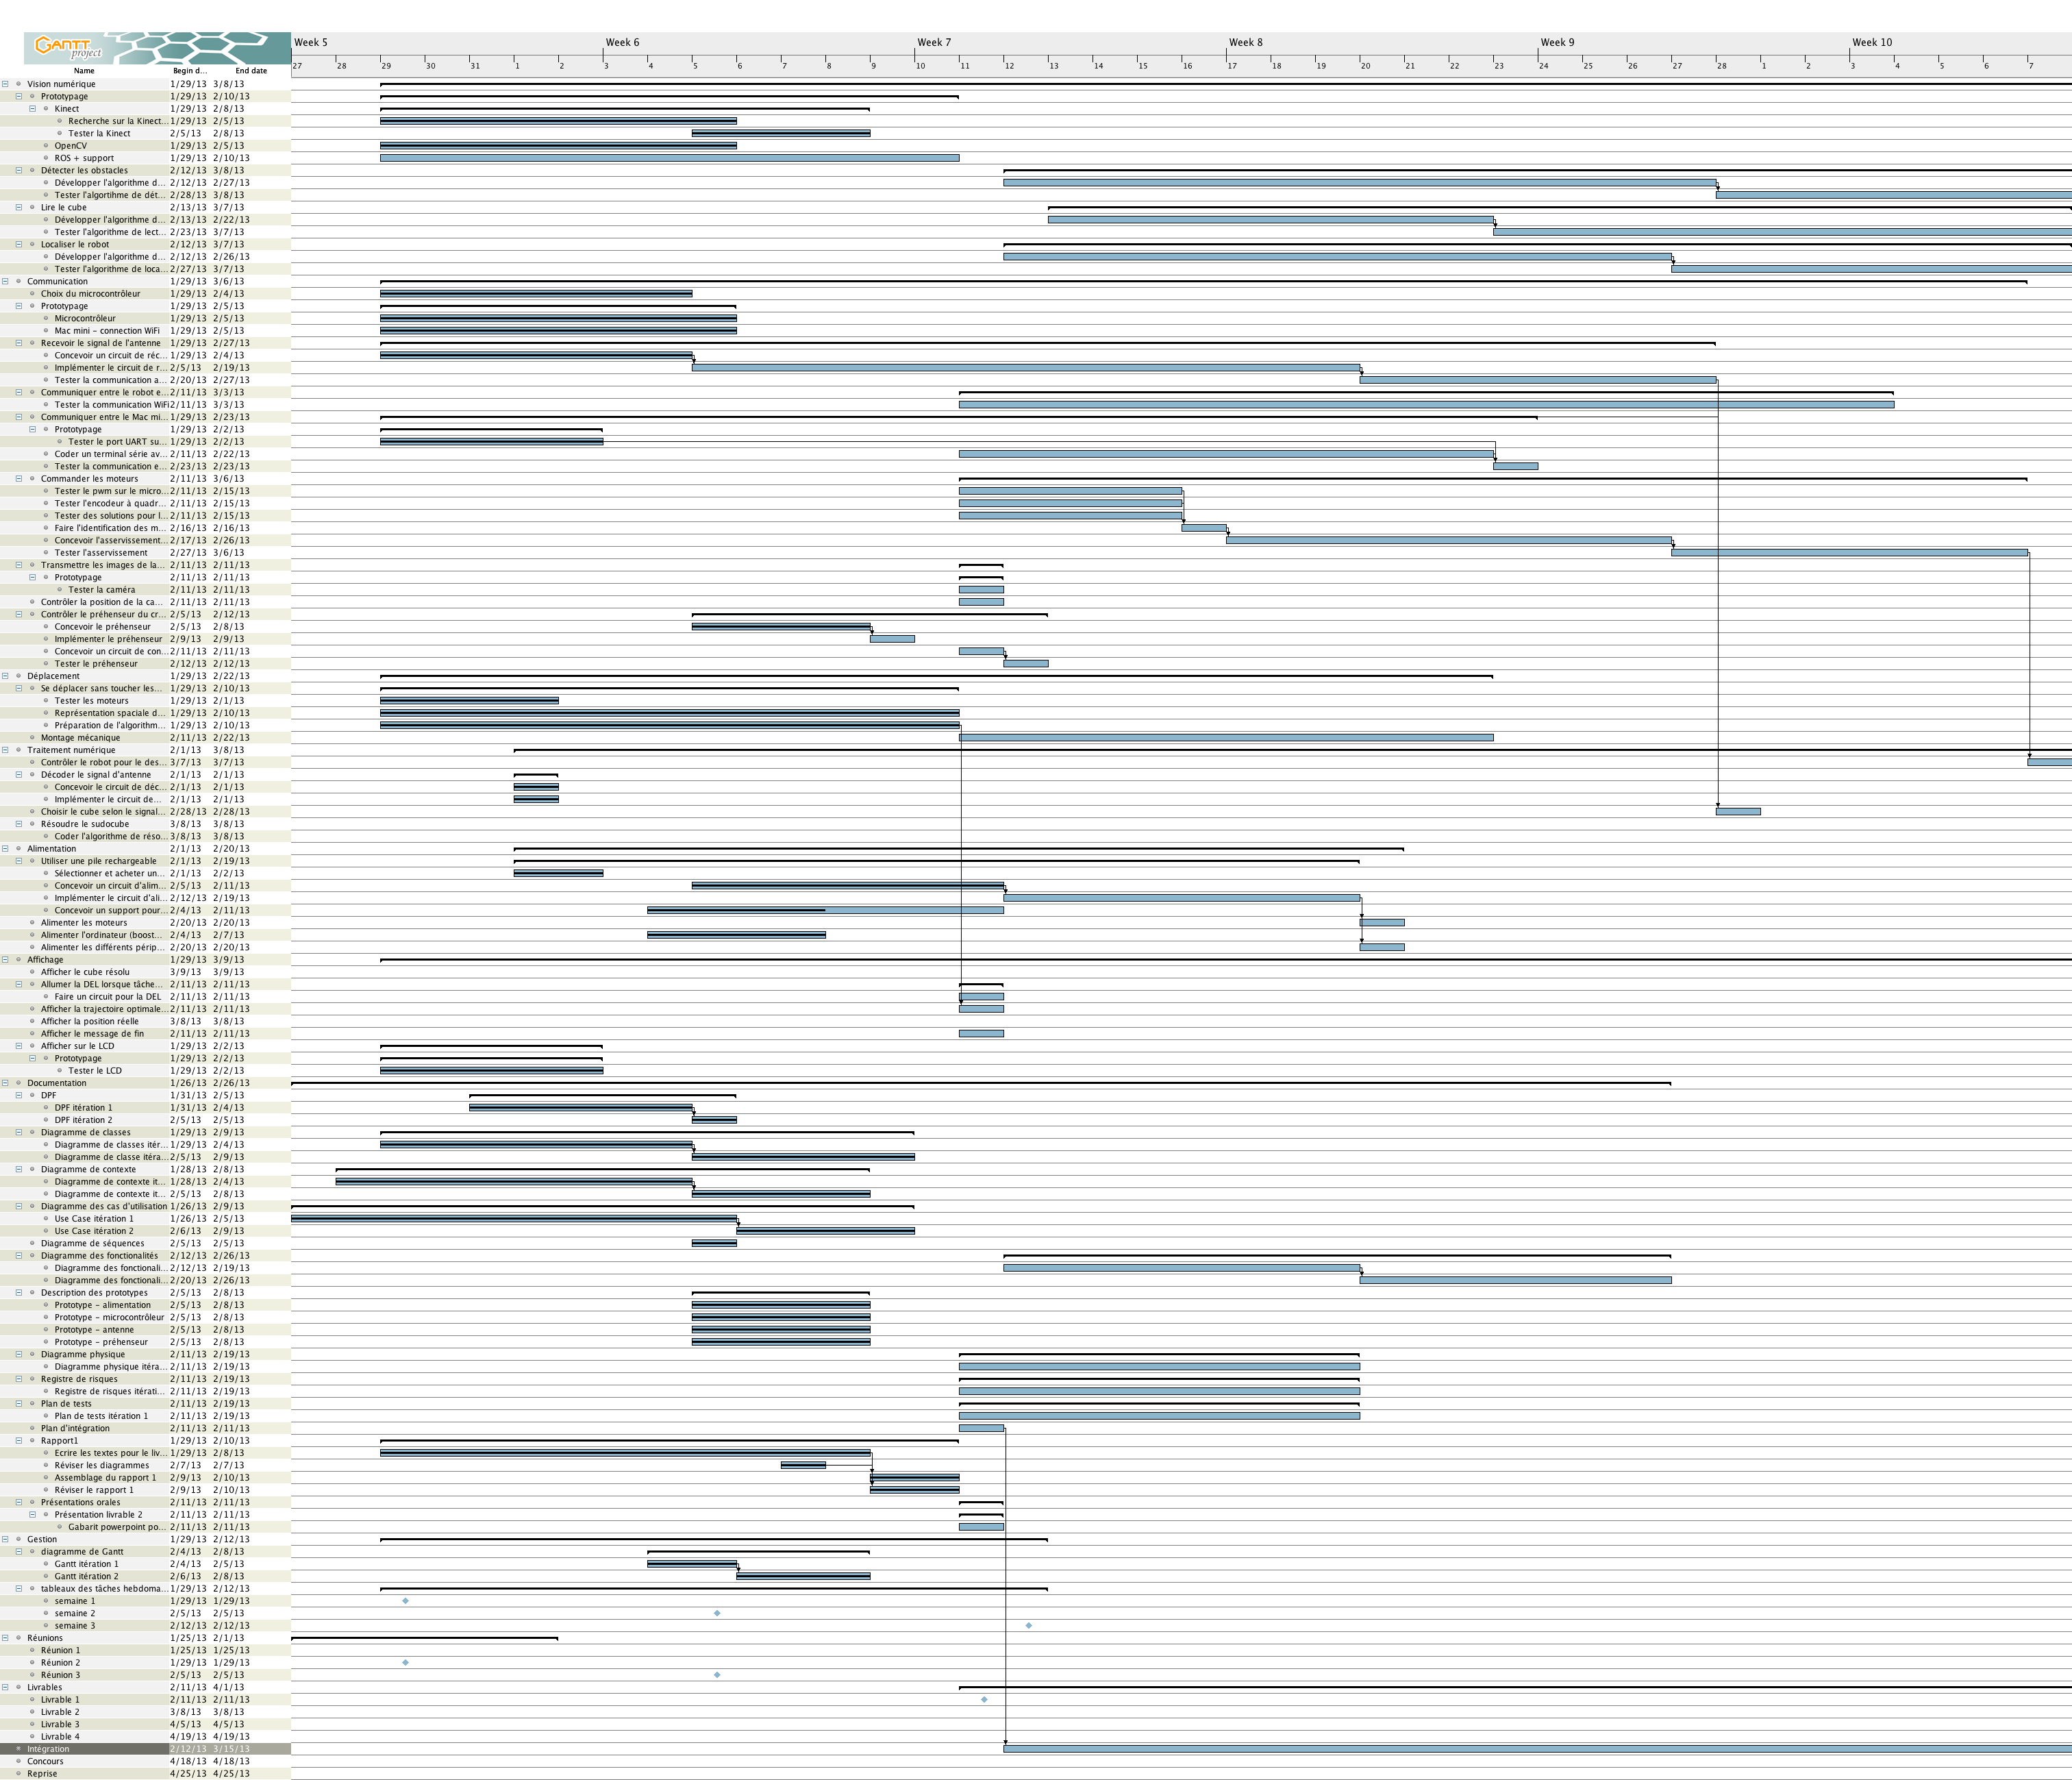 GANTT project
Week 5 Week 6 Week 7 Week 8 Week 9 Week 10
Name Begin d... End date 27 28 29 30 31 1 2 3 4 5 6 7 8 9 10 11 12 13 14 15 16 17 18 19 20 21 22 23 24 25 26 27 28 1 2 3 4 5 6 7
Vision numérique 1/29/13 3/8/13
Prototypage 1/29/13 2/10/13
Kinect 1/29/13 2/8/13
Recherche sur la Kinect... 1/29/13 2/5/13
Tester la Kinect 2/5/13 2/8/13
OpenCV 1/29/13 2/5/13
ROS + support 1/29/13 2/10/13
Détecter les obstacles 2/12/13 3/8/13
Développer l'algorithme d... 2/12/13 2/27/13
Tester l'algortihme de dét... 2/28/13 3/8/13
Lire le cube 2/13/13 3/7/13
Développer l'algorithme d... 2/13/13 2/22/13
Tester l'algorithme de lect... 2/23/13 3/7/13
Localiser le robot 2/12/13 3/7/13
Développer l'algorithme d... 2/12/13 2/26/13
Tester l'algorithme de loca... 2/27/13 3/7/13
Communication 1/29/13 3/6/13
Choix du microcontrôleur 1/29/13 2/4/13
Prototypage 1/29/13 2/5/13
Microcontrôleur 1/29/13 2/5/13
Mac mini - connection WiFi 1/29/13 2/5/13
Recevoir le signal de l'antenne 1/29/13 2/27/13
Concevoir un circuit de réc... 1/29/13 2/4/13
Implémenter le circuit de r... 2/5/13 2/19/13
Tester la communication a... 2/20/13 2/27/13
Communiquer entre le robot e... 2/11/13 3/3/13
Tester la communication WiFi 2/11/13 3/3/13
Communiquer entre le Mac mi... 1/29/13 2/23/13
Prototypage 1/29/13 2/2/13
Tester le port UART su... 1/29/13 2/2/13
Coder un terminal série av... 2/11/13 2/22/13
Tester la communication e... 2/23/13 2/23/13
Commander les moteurs 2/11/13 3/6/13
Tester le pwm sur le micro... 2/11/13 2/15/13
Tester l'encodeur à quadr... 2/11/13 2/15/13
Tester des solutions pour l... 2/11/13 2/15/13
Faire l'identification des m... 2/16/13 2/16/13
Concevoir l'asservissement... 2/17/13 2/26/13
Tester l'asservissement 2/27/13 3/6/13
Transmettre les images de la... 2/11/13 2/11/13
Prototypage 2/11/13 2/11/13
Tester la caméra 2/11/13 2/11/13
Contrôler la position de la ca... 2/11/13 2/11/13
Contrôler le préhenseur du cr... 2/5/13 2/12/13
Concevoir le préhenseur 2/5/13 2/8/13
Implémenter le préhenseur 2/9/13 2/9/13
Concevoir un circuit de con... 2/11/13 2/11/13
Tester le préhenseur 2/12/13 2/12/13
Déplacement 1/29/13 2/22/13
Se déplacer sans toucher les... 1/29/13 2/10/13
Tester les moteurs 1/29/13 2/1/13
Représentation spaciale d... 1/29/13 2/10/13
Préparation de l'algorithm... 1/29/13 2/10/13
Montage mécanique 2/11/13 2/22/13
Traitement numérique 2/1/13 3/8/13
Contrôler le robot pour le des... 3/7/13 3/7/13
Décoder le signal d'antenne 2/1/13 2/1/13
Concevoir le circuit de déc... 2/1/13 2/1/13
Implémenter le circuit de... 2/1/13 2/1/13
Choisir le cube selon le signal... 2/28/13 2/28/13
Résoudre le sudocube 3/8/13 3/8/13
Coder l'algorithme de réso... 3/8/13 3/8/13
Alimentation 2/1/13 2/20/13
Utiliser une pile rechargeable 2/1/13 2/19/13
Sélectionner et acheter un... 2/1/13 2/2/13
Concevoir un circuit d'alim... 2/5/13 2/11/13
Implémenter le circuit d'ali... 2/12/13 2/19/13
Concevoir un support pour... 2/4/13 2/11/13
Alimenter les moteurs 2/20/13 2/20/13
Alimenter l'ordinateur (boost... 2/4/13 2/7/13
Alimenter les différents périp... 2/20/13 2/20/13
Affichage 1/29/13 3/9/13
Afficher le cube résolu 3/9/13 3/9/13
Allumer la DEL lorsque tâche... 2/11/13 2/11/13
Faire un circuit pour la DEL 2/11/13 2/11/13
Afficher la trajectoire optimale... 2/11/13 2/11/13
Afficher la position réelle 3/8/13 3/8/13
Afficher le message de fin 2/11/13 2/11/13
Afficher sur le LCD 1/29/13 2/2/13
Prototypage 1/29/13 2/2/13
Tester le LCD 1/29/13 2/2/13
Documentation 1/26/13 2/26/13
DPF 1/31/13 2/5/13
DPF itération 1 1/31/13 2/4/13
DPF itération 2 2/5/13 2/5/13
Diagramme de classes 1/29/13 2/9/13
Diagramme de classes itér... 1/29/13 2/4/13
Diagramme de classe itéra... 2/5/13 2/9/13
Diagramme de contexte 1/28/13 2/8/13
Diagramme de contexte it... 1/28/13 2/4/13
Diagramme de contexte it... 2/5/13 2/8/13
Diagramme des cas d'utilisation 1/26/13 2/9/13
Use Case itération 1 1/26/13 2/5/13
Use Case itération 2 2/6/13 2/9/13
Diagramme de séquences 2/5/13 2/5/13
Diagramme des fonctionalités 2/12/13 2/26/13
Diagramme des fonctionali... 2/12/13 2/19/13
Diagramme des fonctionali... 2/20/13 2/26/13
Description des prototypes 2/5/13 2/8/13
Prototype - alimentation 2/5/13 2/8/13
Prototype - microcontrôleur 2/5/13 2/8/13
Prototype - antenne 2/5/13 2/8/13
Prototype - préhenseur 2/5/13 2/8/13
Diagramme physique 2/11/13 2/19/13
Diagramme physique itéra... 2/11/13 2/19/13
Registre de risques 2/11/13 2/19/13
Registre de risques itérati... 2/11/13 2/19/13
Plan de tests 2/11/13 2/19/13
Plan de tests itération 1 2/11/13 2/19/13
Plan d'intégration 2/11/13 2/11/13
Rapport1 1/29/13 2/10/13
Ecrire les textes pour le liv... 1/29/13 2/8/13
Réviser les diagrammes 2/7/13 2/7/13
Assemblage du rapport 1 2/9/13 2/10/13
Réviser le rapport 1 2/9/13 2/10/13
Présentations orales 2/11/13 2/11/13
Présentation livrable 2 2/11/13 2/11/13
Gabarit powerpoint po... 2/11/13 2/11/13
Gestion 1/29/13 2/12/13
diagramme de Gantt 2/4/13 2/8/13
Gantt itération 1 2/4/13 2/5/13
Gantt itération 2 2/6/13 2/8/13
tableaux des tâches hebdoma... 1/29/13 2/12/13
semaine 1 1/29/13 1/29/13
semaine 2 2/5/13 2/5/13
semaine 3 2/12/13 2/12/13
Réunions 1/25/13 2/1/13
Réunion 1 1/25/13 1/25/13
Réunion 2 1/29/13 1/29/13
Réunion 3 2/5/13 2/5/13
Livrables 2/11/13 4/1/13
Livrable 1 2/11/13 2/11/13
Livrable 2 3/8/13 3/8/13
Livrable 3 4/5/13 4/5/13
Livrable 4 4/19/13 4/19/13
Intégration 2/12/13 3/15/13
Concours 4/18/13 4/18/13
Reprise 4/25/13 4/25/13